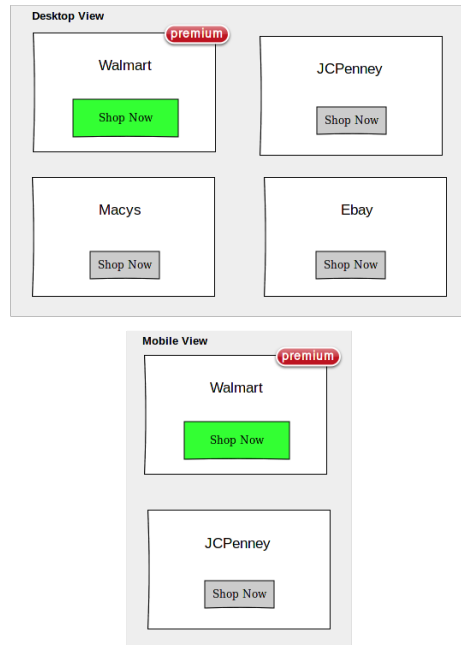 Desktop View
premium
Walmart
JCPenney
Shop Now
Shop Now
Macys
Ebay
Shop Now
Shop Now
Mobile View
premium
Walmart
Shop Now
JCPenney
Shop Now